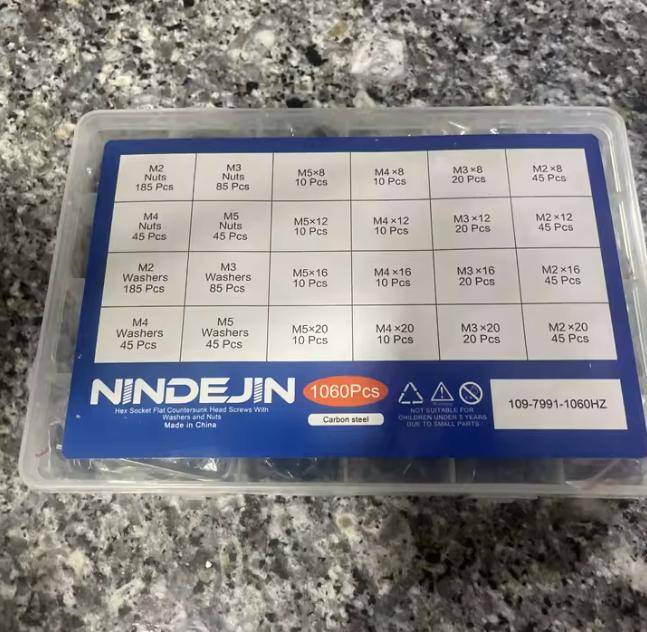 M2 Nuts 185 Pcs
M3 Nuts 85 Pcs
M5×8 10 Pcs
M4×8 10 Pcs
M3×8 20 Pcs
M2×8 45 Pcs
M4 Nuts 45 Pcs
M5 Nuts 45 Pcs
M5×12 10 Pcs
M4×12 10 Pcs
M3×12 20 Pcs
M2×12 45 Pcs
M2 Washers 185 Pcs
M3 Washers 85 Pcs
M5×16 10 Pcs
M4×16 10 Pcs
M3×16 20 Pcs
M2×16 45 Pcs
M4 Washers 45 Pcs
M5 Washers 45 Pcs
M5×20 10 Pcs
M4×20 10 Pcs
M3×20 20 Pcs
M2×20 45 Pcs
NINDEJIN
1060Pcs
Hex Socket Flat Countersunk Head Screws With
Washers and Nuts
Made in China
Carbon steel
NOT SUITABLE FOR
CHILDREN UNDER 3 YEARS
DUE TO SMALL PARTS
109-7991-1060HZ